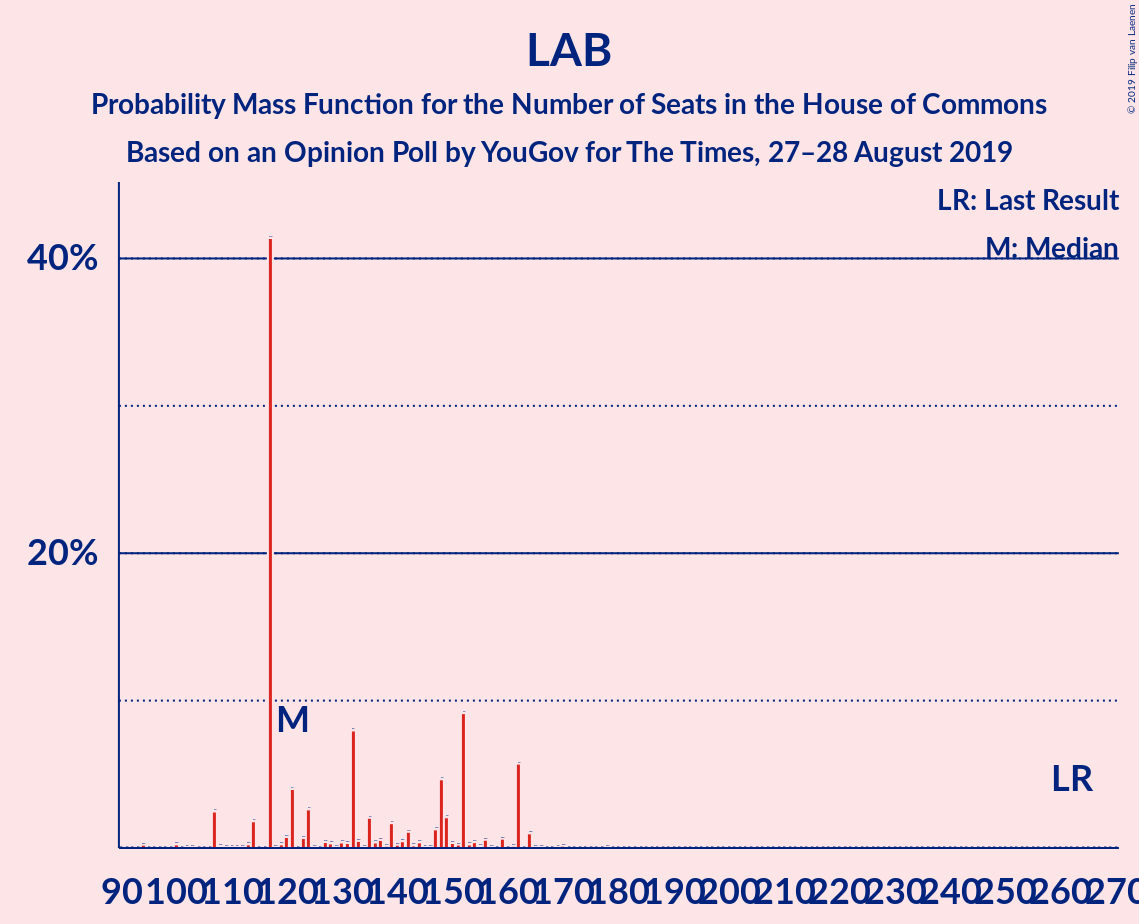 LAB
Probability Mass Function for the Number of Seats in the House of Commons
Based on an Opinion Poll by YouGov for The Times, 27–28 August 2019
© 2019 Filip van Laenen
LR: Last Result
M: Median
40%
20%
M
LR
90 100 110 120 130 140 150 160 170 180 190 200 210 220 230 240 250 260 270